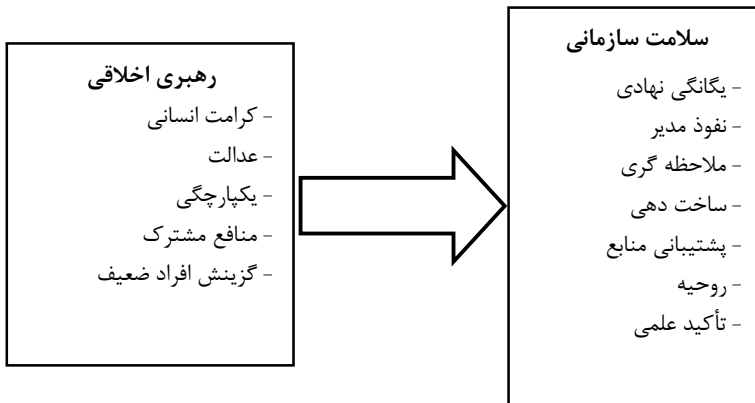 رهبری اخلاقی
- کرامت انسانی
- عدالت
- یکپارچگی
- منافع مشترک
- گزینش افراد ضعیف
سلامت سازمانی
- یگانگی نهادی
- نفوذ مدیر
- ملاحظه گری
- ساخت دهی
- پشتیبانی منابع
- روحیه
- تأکید علمی